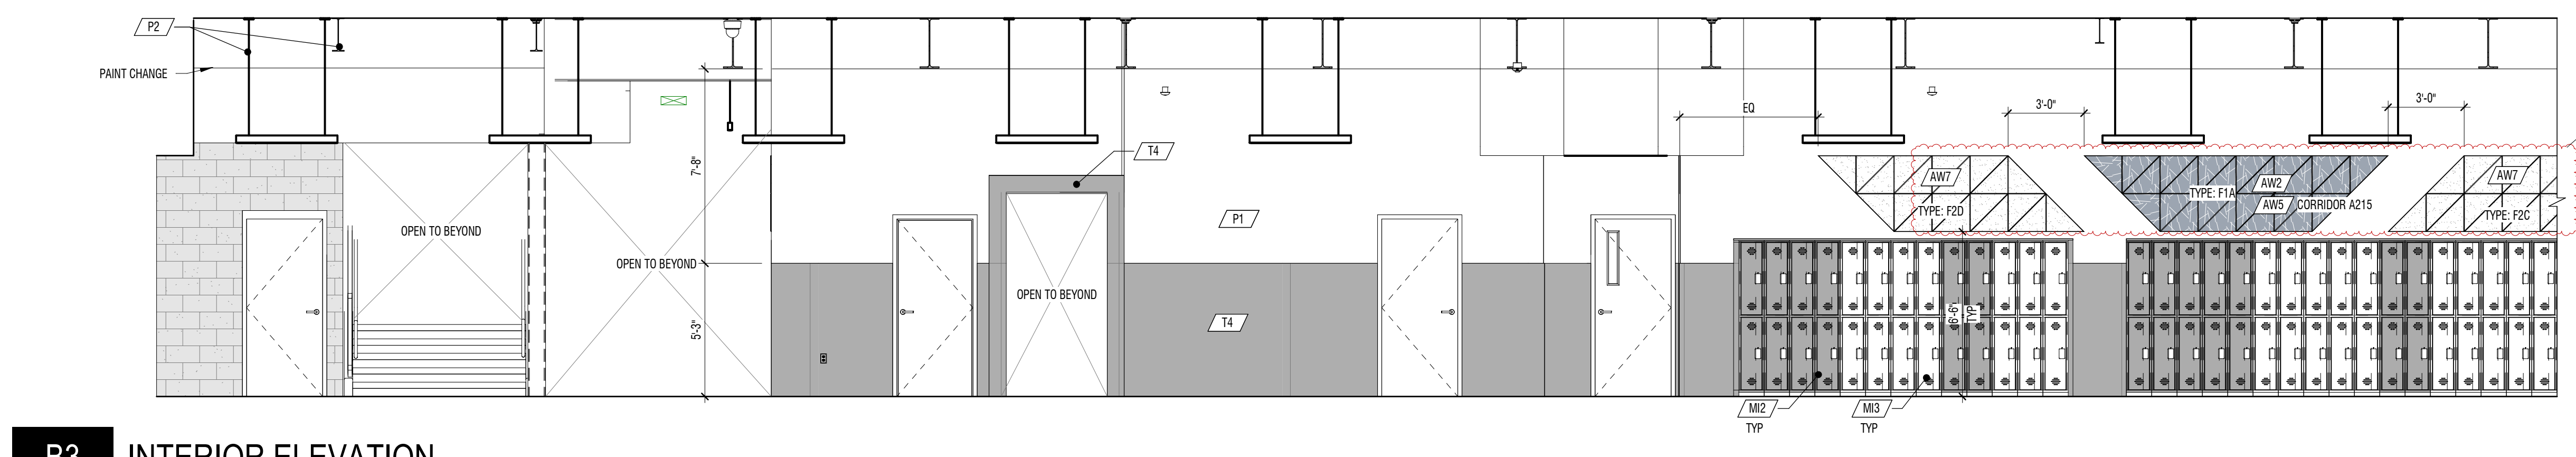 P2
PAINT CHANGE
7'-8"
T4
EQ
3'-0"
3'-0"
AW7
TYPE: F2D
TYPE: F1A
AW2
AW5
CORRIDOR A215
AW7
TYPE: F2C
P1
OPEN TO BEYOND
OPEN TO BEYOND
OPEN TO BEYOND
5'-3"
T4
6'-6"
TYP
MI2
TYP
MI3
TYP
B3
INTERIOR ELEVATION